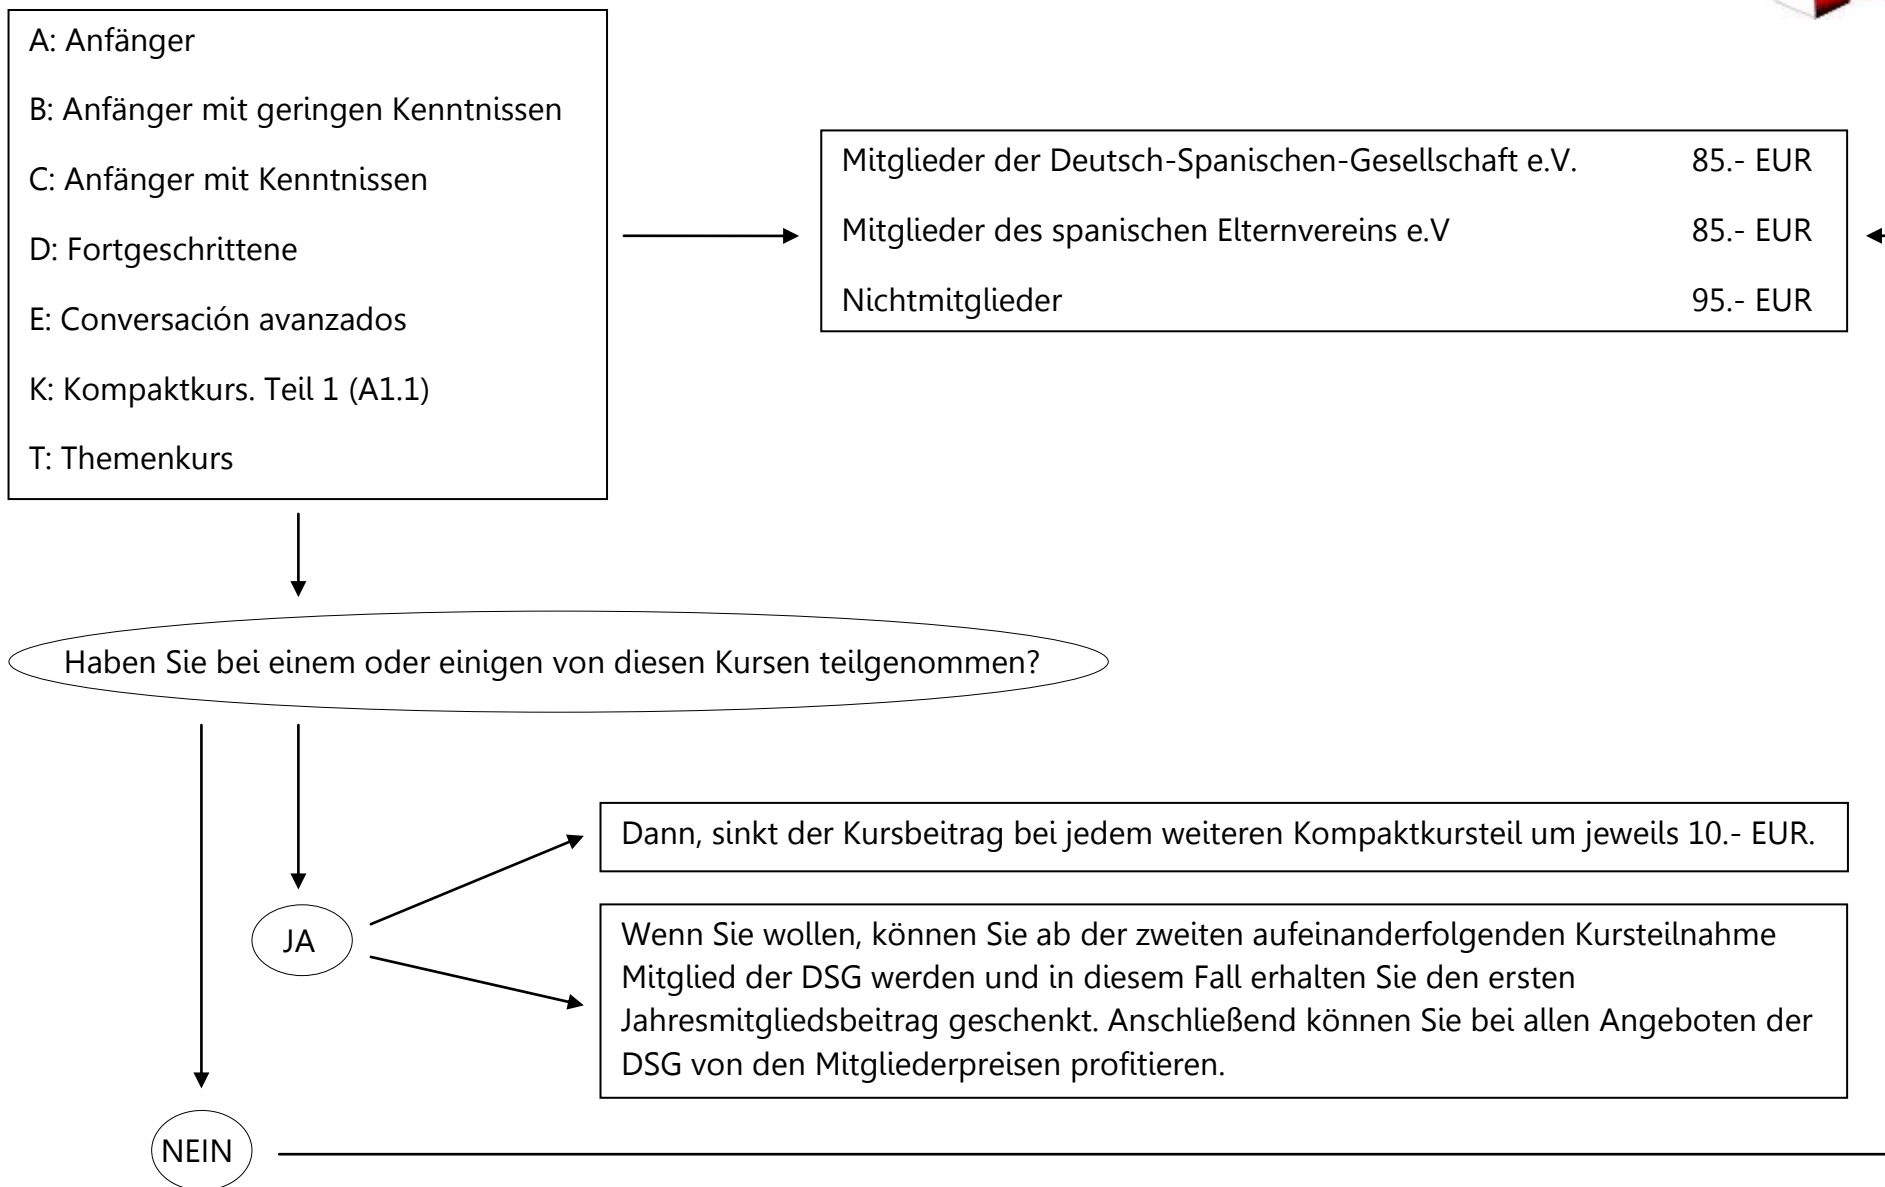 A: Anfänger
B: Anfänger mit geringen Kenntnissen
C: Anfänger mit Kenntnissen
D: Fortgeschrittene
E: Conversación avanzados
K: Kompaktkurs. Teil 1 (A1.1)
T: Themenkurs
Mitglieder der Deutsch-Spanischen-Gesellschaft e.V. 85.- EUR
Mitglieder des spanischen Elternvereins e.V 85.- EUR
Nichtmitglieder 95.- EUR
Haben Sie bei einem oder einigen von diesen Kursen teilgenommen?
Dann, sinkt der Kursbeitrag bei jedem weiteren Kompaktkursteil um jeweils 10.- EUR.
JA
Wenn Sie wollen, können Sie ab der zweiten aufeinanderfolgenden Kursteilnahme
Mitglied der DSG werden und in diesem Fall erhalten Sie den ersten
Jahresmitgliedsbeitrag geschenkt. Anschließend können Sie bei allen Angeboten der
DSG von den Mitgliederpreisen profitieren.
NEIN